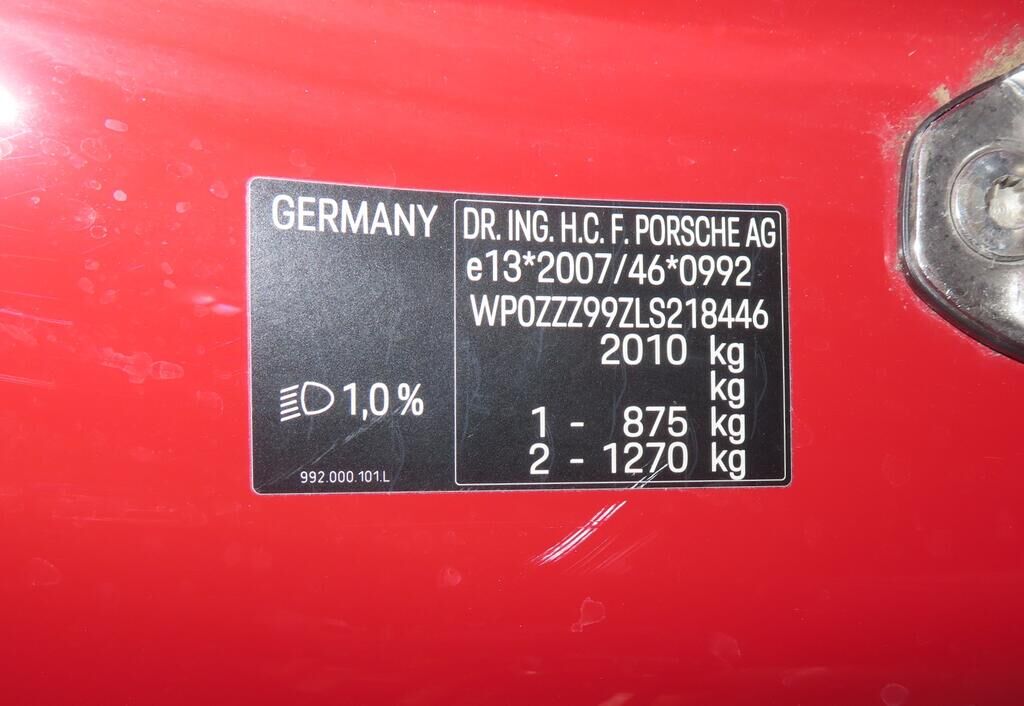 GERMANY
DR. ING. H.C. F. PORSCHE AG
e13*2007/46*0992
WP0ZZZ99ZLS218446
2010 kg
kg
1 - 875 kg
2 - 1270 kg
1,0 %
992.000.101.L